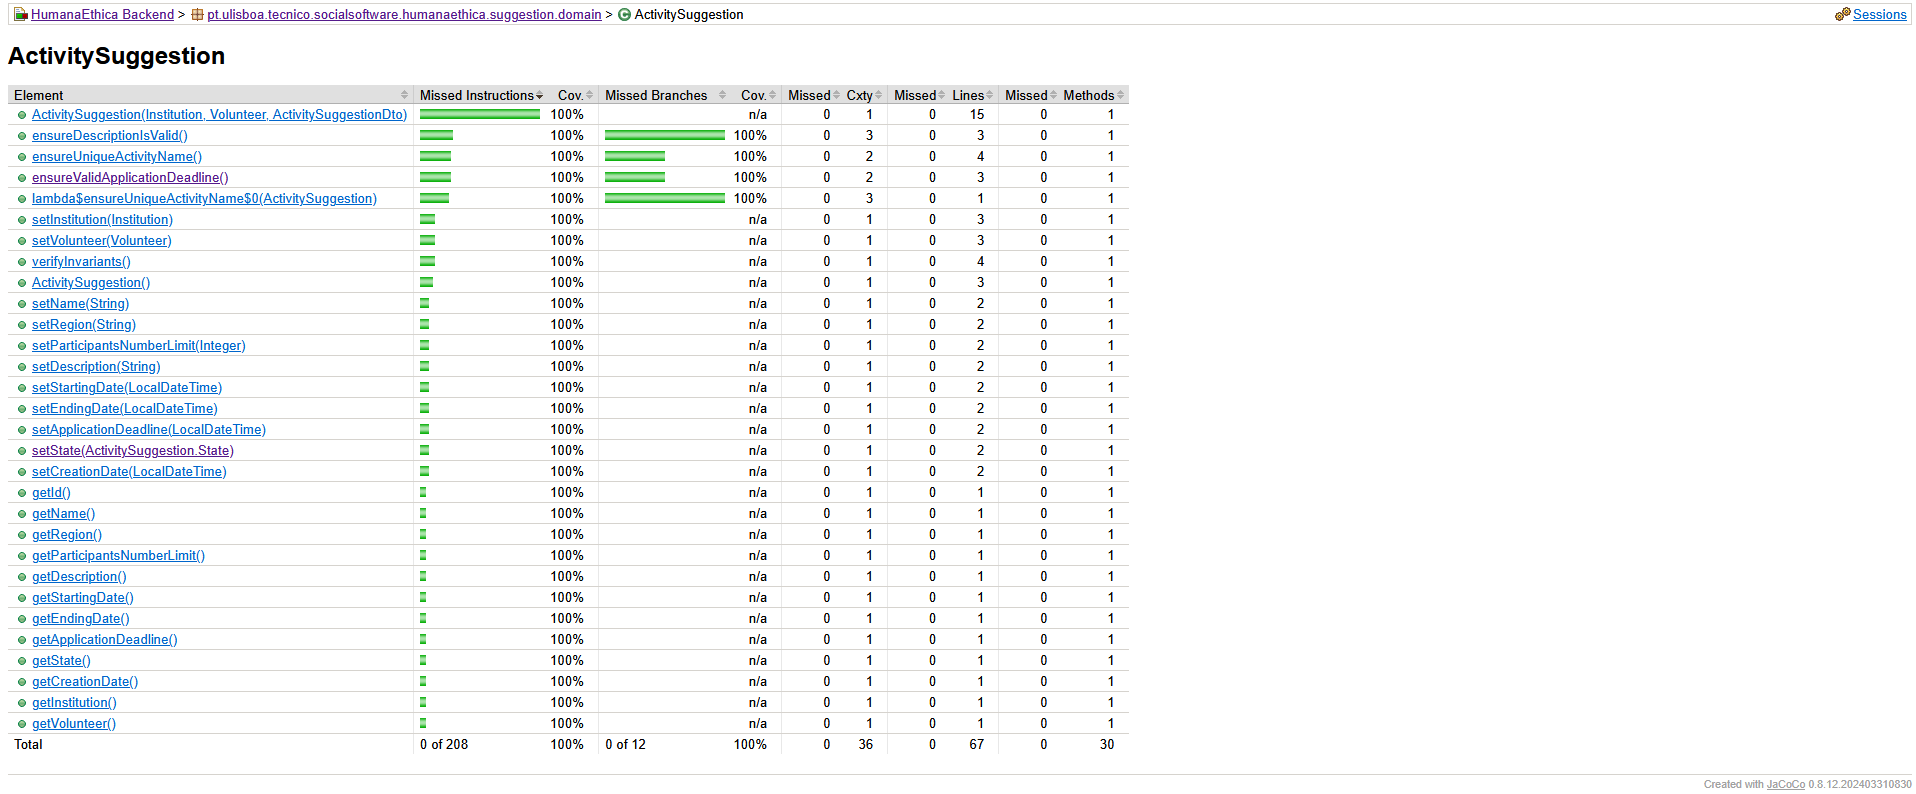 HumanaEthica Backend > pt.ulisboa.tecnico.socialsoftware.humanaethica.suggestion.domain > ActivitySuggestion Sessions
ActivitySuggestion
Element Missed Instructions Cov. Missed Branches Cov. Missed Cxty Missed Lines Missed Methods
ActivitySuggestion(Institution, Volunteer, ActivitySuggestionDto) 100% n/a 0 1 0 15 0 1
ensureDescriptionIsValid() 100% 100% 0 3 0 3 0 1
ensureUniqueActivityName() 100% 100% 0 2 0 4 0 1
ensureValidApplicationDeadline() 100% 100% 0 2 0 3 0 1
lambda$ensureUniqueActivityName$0(ActivitySuggestion) 100% 100% 0 3 0 1 0 1
setInstitution(Institution) 100% n/a 0 1 0 3 0 1
setVolunteer(Volunteer) 100% n/a 0 1 0 3 0 1
verifyInvariants() 100% n/a 0 1 0 4 0 1
ActivitySuggestion() 100% n/a 0 1 0 3 0 1
setName(String) 100% n/a 0 1 0 2 0 1
setRegion(String) 100% n/a 0 1 0 2 0 1
setParticipantsNumberLimit(Integer) 100% n/a 0 1 0 2 0 1
setDescription(String) 100% n/a 0 1 0 2 0 1
setStartingDate(LocalDateTime) 100% n/a 0 1 0 2 0 1
setEndingDate(LocalDateTime) 100% n/a 0 1 0 2 0 1
setApplicationDeadline(LocalDateTime) 100% n/a 0 1 0 2 0 1
setState(ActivitySuggestion.State) 100% n/a 0 1 0 2 0 1
setCreationDate(LocalDateTime) 100% n/a 0 1 0 2 0 1
getId() 100% n/a 0 1 0 1 0 1
getName() 100% n/a 0 1 0 1 0 1
getRegion() 100% n/a 0 1 0 1 0 1
getParticipantsNumberLimit() 100% n/a 0 1 0 1 0 1
getDescription() 100% n/a 0 1 0 1 0 1
getStartingDate() 100% n/a 0 1 0 1 0 1
getEndingDate() 100% n/a 0 1 0 1 0 1
getApplicationDeadline() 100% n/a 0 1 0 1 0 1
getState() 100% n/a 0 1 0 1 0 1
getCreationDate() 100% n/a 0 1 0 1 0 1
getInstitution() 100% n/a 0 1 0 1 0 1
getVolunteer() 100% n/a 0 1 0 1 0 1
Total 0 of 208 100% 0 of 12 100% 0 36 0 67 0 30
Created with JaCoCo 0.8.12.202403310830